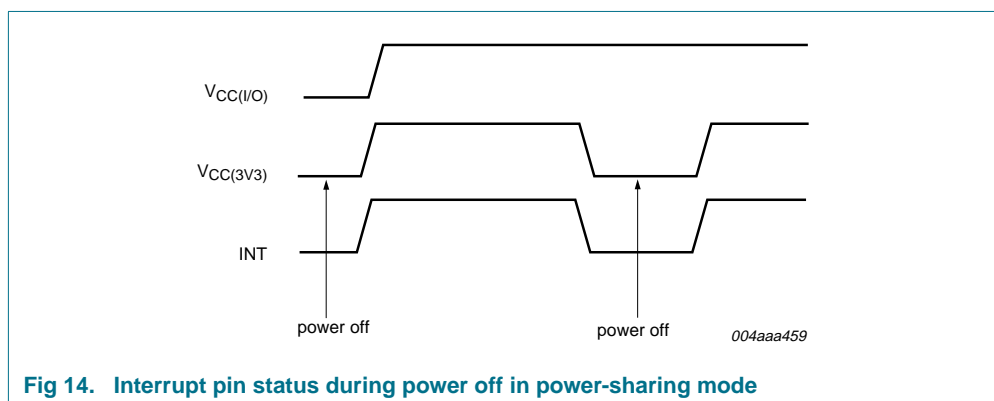 VCC(I/O)
VCC(3V3)
INT
power off
power off
004aaa459
Fig 14. Interrupt pin status during power off in power-sharing mode